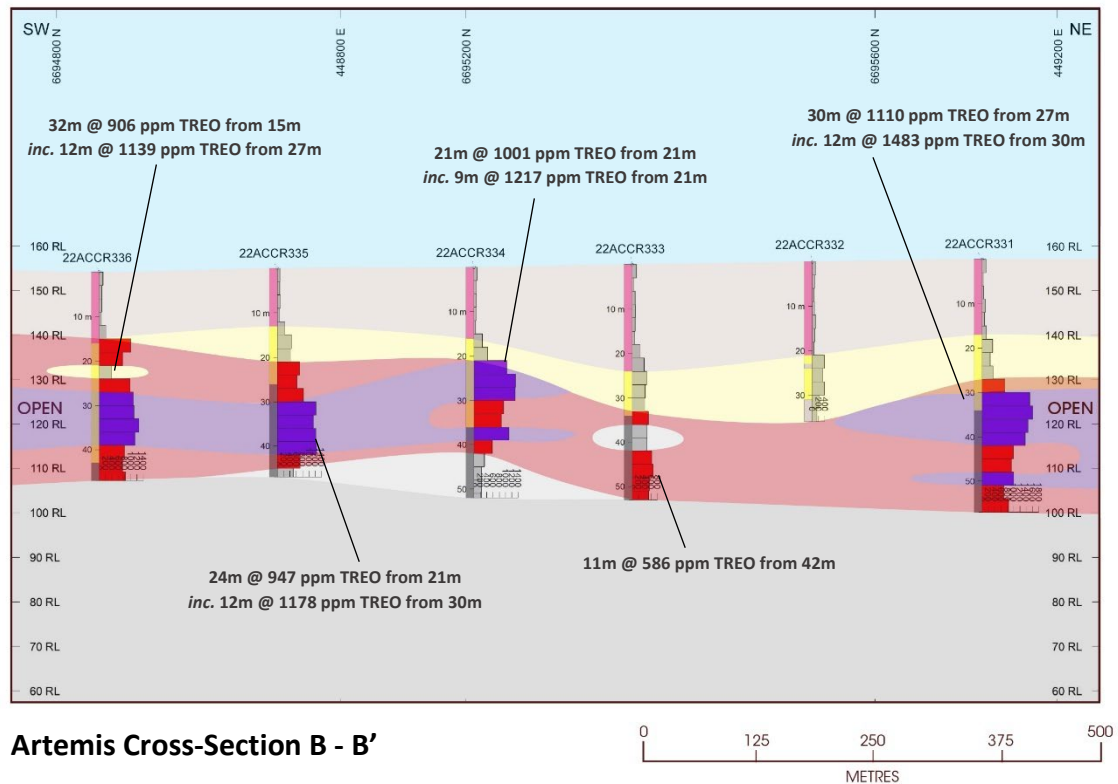 SW
NE
6694800 N
448800 E
6695200 N
6695600 N
449200 E
32m @ 906 ppm TREO from 15m
inc. 12m @ 1139 ppm TREO from 27m
21m @ 1001 ppm TREO from 21m
inc. 9m @ 1217 ppm TREO from 21m
30m @ 1110 ppm TREO from 27m
inc. 12m @ 1483 ppm TREO from 30m
160 RL
22ACCR336
22ACCR335
22ACCR334
22ACCR333
22ACCR332
22ACCR331
160 RL
150 RL
150 RL
10 m
10 m
10 m
10 m
10 m
10 m
140 RL
140 RL
20
20
20
20
20
20
130 RL
130 RL
30
30
30
30
30
30
OPEN
OPEN
120 RL
120 RL
40
40
40
40
40
110 RL
110 RL
50
50
50
100 RL
100 RL
90 RL
90 RL
24m @ 947 ppm TREO from 21m
inc. 12m @ 1178 ppm TREO from 30m
11m @ 586 ppm TREO from 42m
80 RL
80 RL
70 RL
70 RL
60 RL
60 RL
Artemis Cross-Section B - B’
0 125 250 375 500
METRES